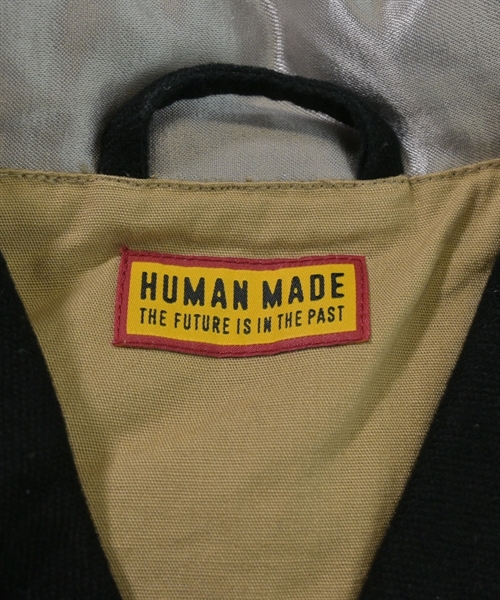 HUMAN MADE
THE FUTURE IS IN THE PAST